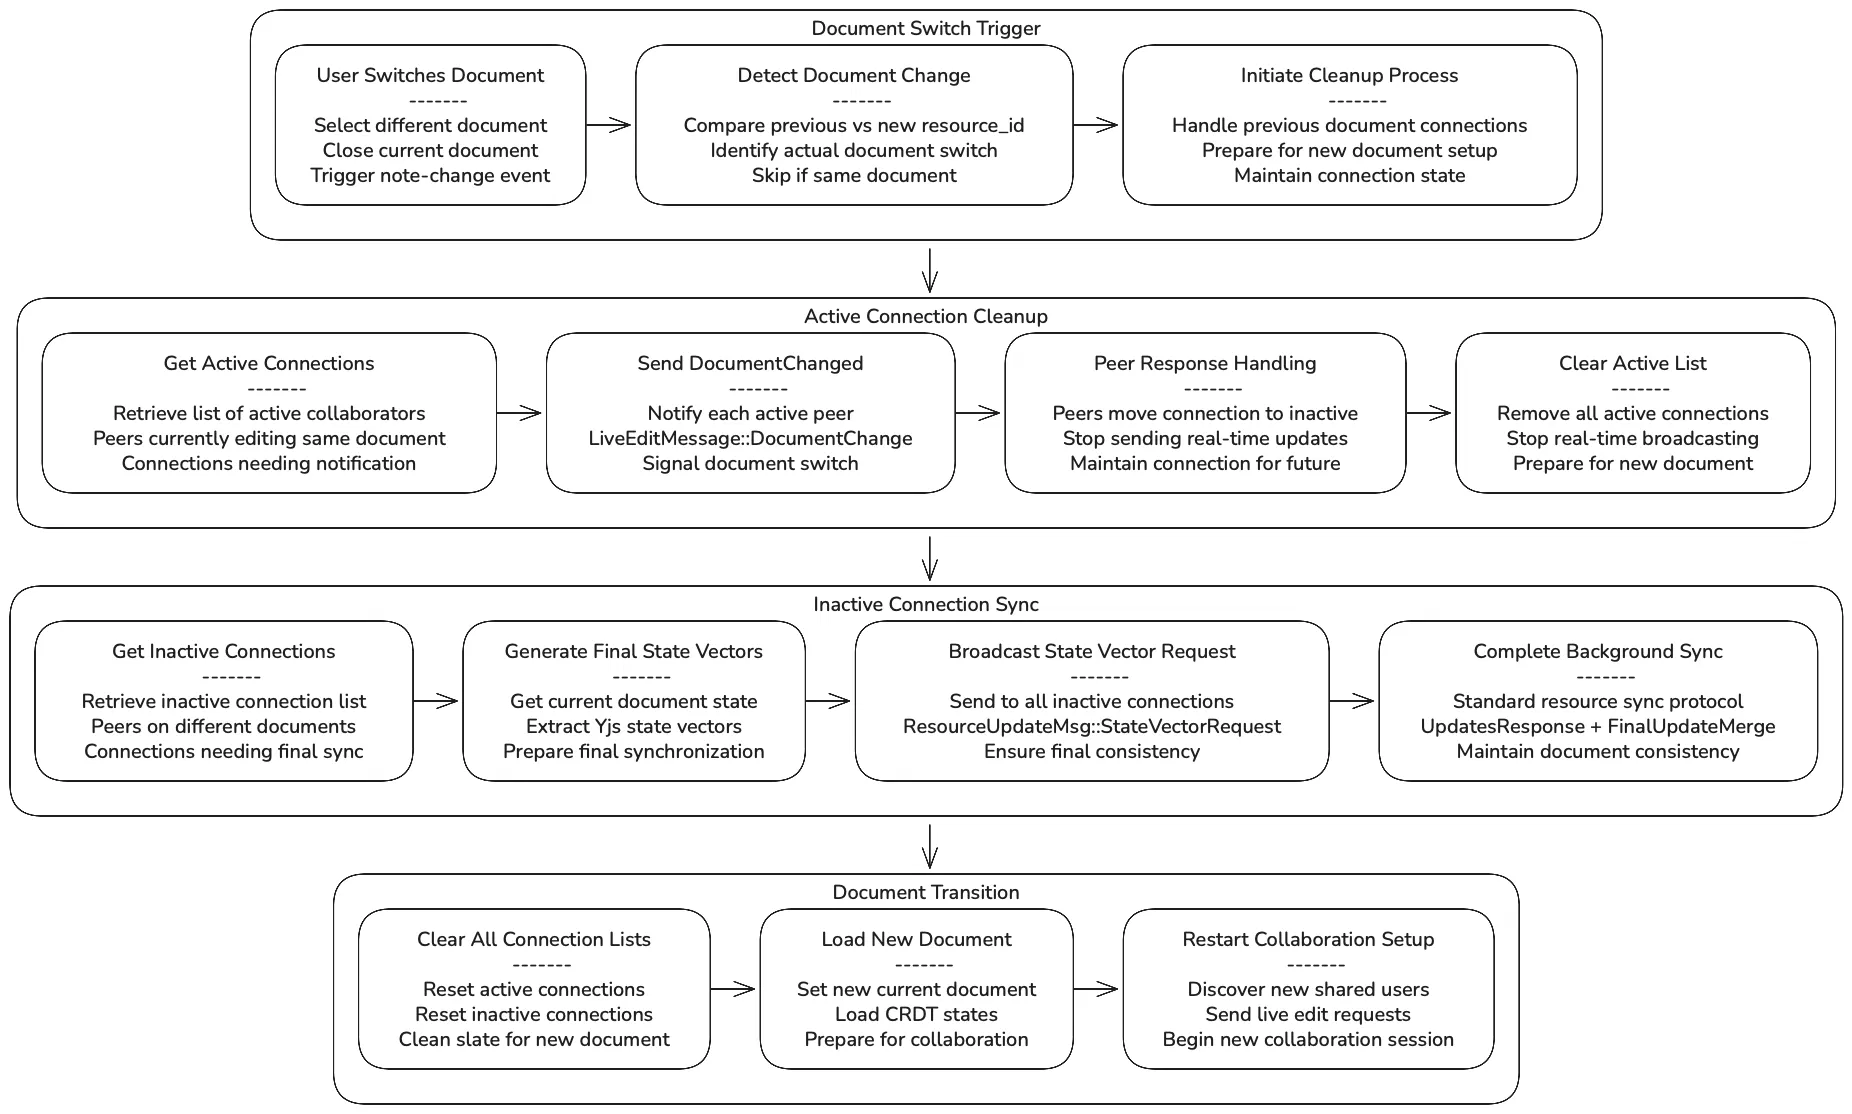 Document Switch Trigger
User Switches Document
-------
Select different document
Close current document
Trigger note-change event
Detect Document Change
-------
Compare previous vs new resource_id
Identify actual document switch
Skip if same document
Initiate Cleanup Process
-------
Handle previous document connections
Prepare for new document setup
Maintain connection state
Active Connection Cleanup
Get Active Connections
-------
Retrieve list of active collaborators
Peers currently editing same document
Connections needing notification
Send DocumentChanged
-------
Notify each active peer
LiveEditMessage::DocumentChange
Signal document switch
Peer Response Handling
-------
Peers move connection to inactive
Stop sending real-time updates
Maintain connection for future
Clear Active List
-------
Remove all active connections
Stop real-time broadcasting
Prepare for new document
Inactive Connection Sync
Get Inactive Connections
-------
Retrieve inactive connection list
Peers on different documents
Connections needing final sync
Generate Final State Vectors
-------
Get current document state
Extract Yjs state vectors
Prepare final synchronization
Broadcast State Vector Request
-------
Send to all inactive connections
ResourceUpdateMsg::StateVectorRequest
Ensure final consistency
Complete Background Sync
-------
Standard resource sync protocol
UpdatesResponse + FinalUpdateMerge
Maintain document consistency
Document Transition
Clear All Connection Lists
-------
Reset active connections
Reset inactive connections
Clean slate for new document
Load New Document
-------
Set new current document
Load CRDT states
Prepare for collaboration
Restart Collaboration Setup
-------
Discover new shared users
Send live edit requests
Begin new collaboration session